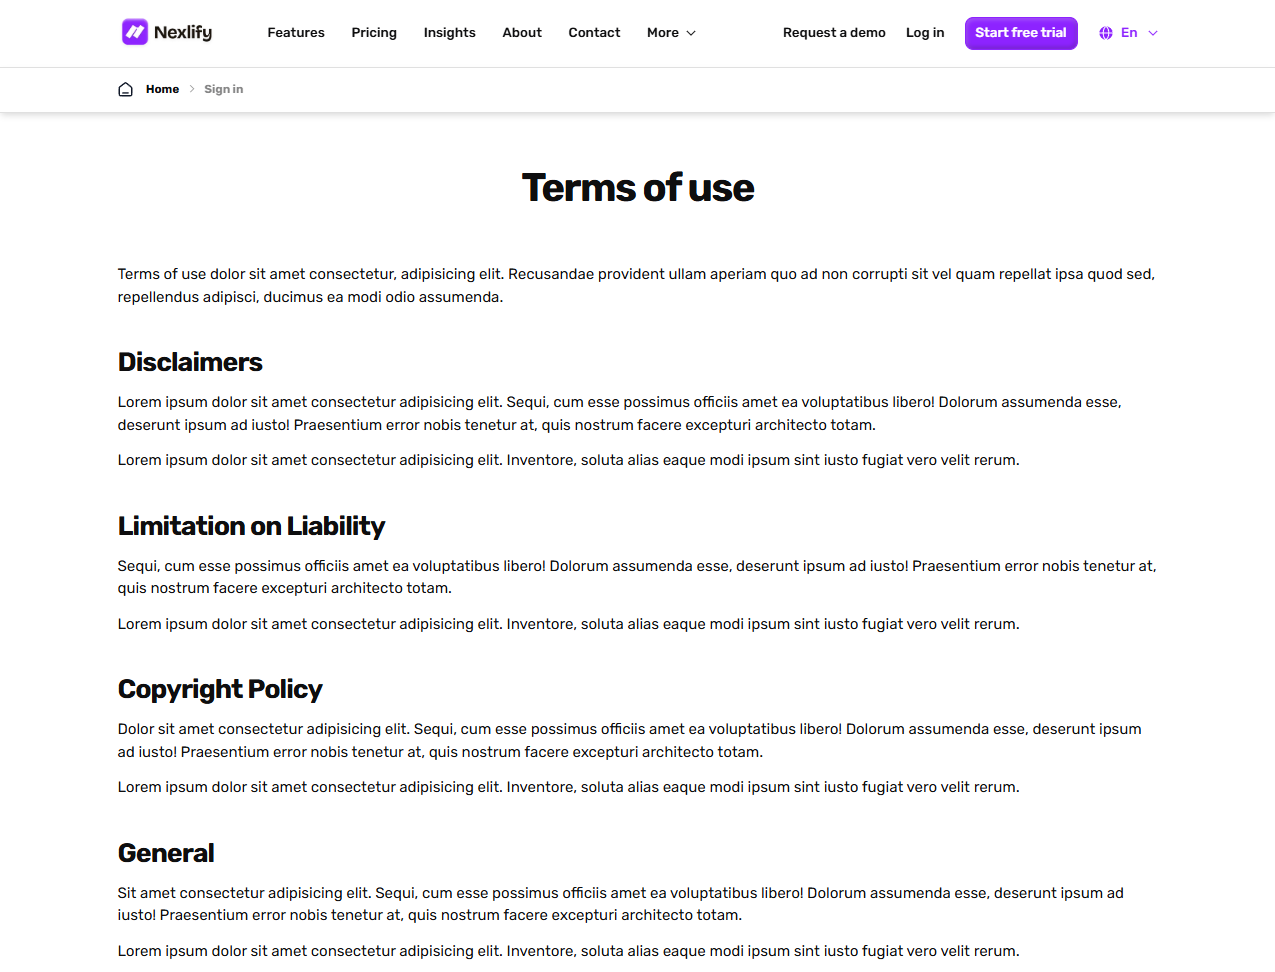 Nexlify Features Pricing Insights About Contact More Request a demo Log in Start free trial En
Home Sign in
Terms of use
Terms of use dolor sit amet consectetur, adipisicing elit. Recusandae provident ullam aperiam quo ad non corrupti sit vel quam repellat ipsa quod sed,
repellendus adipisci, ducimus ea modi odio assumenda.
Disclaimers
Lorem ipsum dolor sit amet consectetur adipisicing elit. Sequi, cum esse possimus officiis amet ea voluptatibus libero! Dolorum assumenda esse,
deserunt ipsum ad iusto! Praesentium error nobis tenetur at, quis nostrum facere excepturi architecto totam.
Lorem ipsum dolor sit amet consectetur adipisicing elit. Inventore, soluta alias eaque modi ipsum sint iusto fugiat vero velit rerum.
Limitation on Liability
Sequi, cum esse possimus officiis amet ea voluptatibus libero! Dolorum assumenda esse, deserunt ipsum ad iusto! Praesentium error nobis tenetur at,
quis nostrum facere excepturi architecto totam.
Lorem ipsum dolor sit amet consectetur adipisicing elit. Inventore, soluta alias eaque modi ipsum sint iusto fugiat vero velit rerum.
Copyright Policy
Dolor sit amet consectetur adipisicing elit. Sequi, cum esse possimus officiis amet ea voluptatibus libero! Dolorum assumenda esse, deserunt ipsum
ad iusto! Praesentium error nobis tenetur at, quis nostrum facere excepturi architecto totam.
Lorem ipsum dolor sit amet consectetur adipisicing elit. Inventore, soluta alias eaque modi ipsum sint iusto fugiat vero velit rerum.
General
Sit amet consectetur adipisicing elit. Sequi, cum esse possimus officiis amet ea voluptatibus libero! Dolorum assumenda esse, deserunt ipsum ad
iusto! Praesentium error nobis tenetur at, quis nostrum facere excepturi architecto totam.
Lorem ipsum dolor sit amet consectetur adipisicing elit. Inventore, soluta alias eaque modi ipsum sint iusto fugiat vero velit rerum.